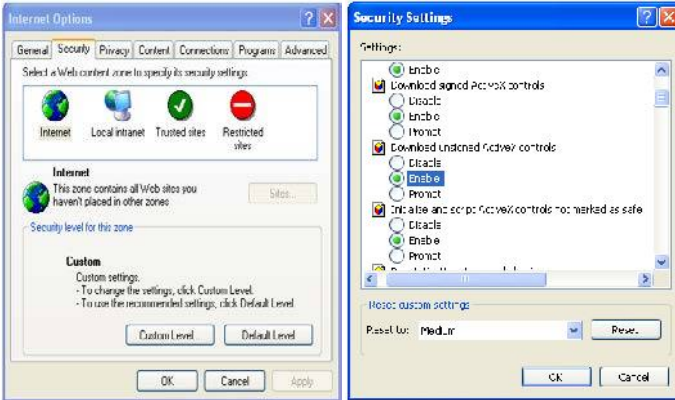 Internet Options
General Security Privacy Content Connections Programs Advanced
Select a Web content zone to specify its security settings
Internet Local intranet Trusted sites Restricted
sites
Internet
This zone contains all Web sites you
haven't placed in other zones
Sites...
Security level for this zone
Custom
Custom settings.
- To change the settings, click Custom Level.
- To use the recommended settings, click Default Level.
Custom Level... Default Level
OK Cancel Apply
Security Settings
Settings:
Enable
Download signed ActiveX controls
Disable
Enable
Prompt
Download unsigned ActiveX controls
Disable
Enable
Prompt
Initialize and script ActiveX controls not marked as safe
Disable
Enable
Prompt
Reset custom settings
Reset to: Medium Reset...
OK Cancel